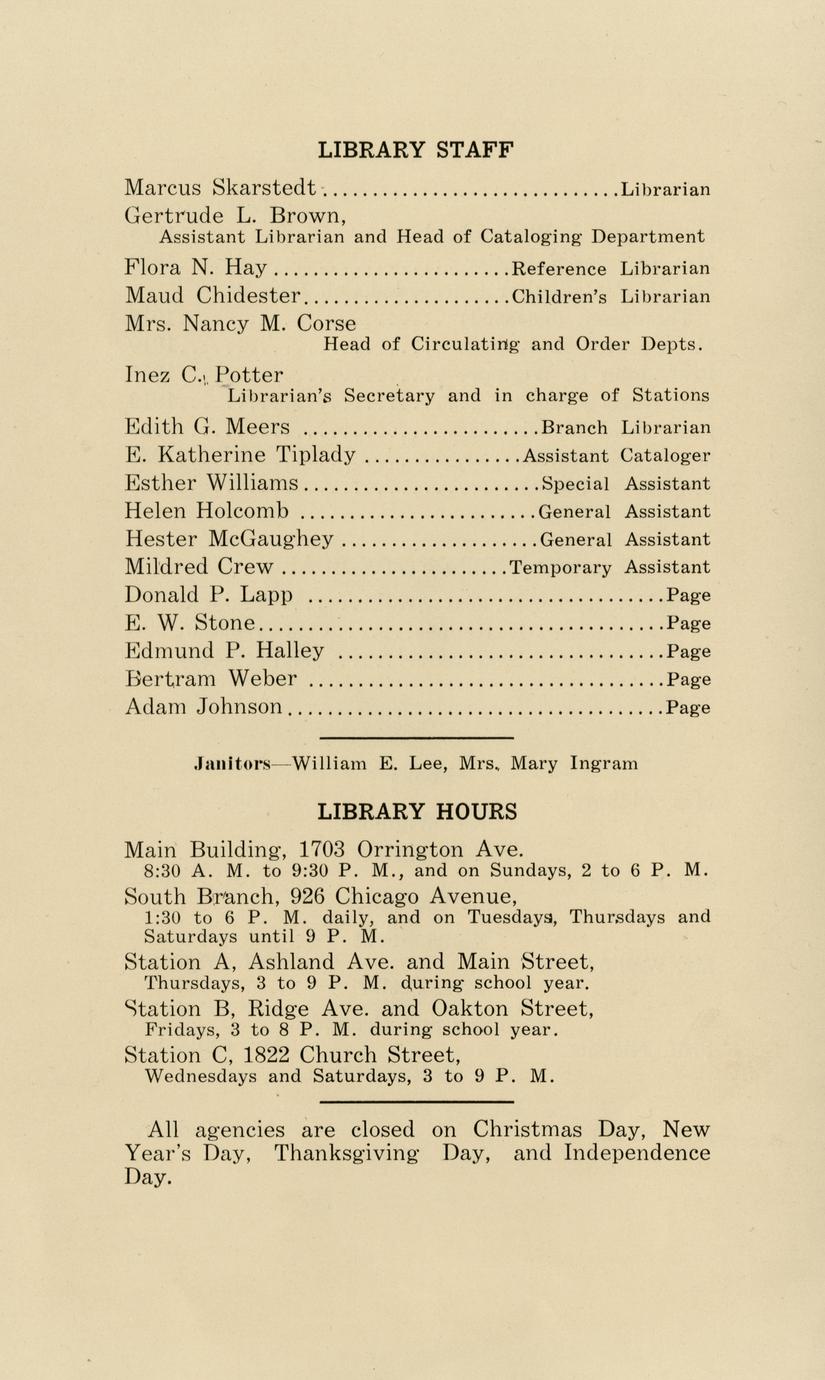 LIBRARY STAFF
Marcus Skarstedt..............................Librarian
Gertrude L. Brown,
Assistant Librarian and Head of Cataloging Department
Flora N. Hay........................Reference Librarian
Maud Chidester.....................Children's Librarian
Mrs. Nancy M. Corse
Head of Circulating and Order Depts.
Inez C. Potter
Librarian's Secretary and in charge of Stations
Edith G. Meers ........................Branch Librarian
E. Katherine Tiplady ................Assistant Cataloger
Esther Williams........................Special Assistant
Helen Holcomb ........................General Assistant
Hester McGaughey ....................General Assistant
Mildred Crew .......................Temporary Assistant
Donald P. Lapp ....................................Page
E. W. Stone.........................................Page
Edmund P. Halley .................................Page
Bertram Weber ....................................Page
Adam Johnson......................................Page
Janitors—William E. Lee, Mrs. Mary Ingram
LIBRARY HOURS
Main Building, 1703 Orrington Ave.
8:30 A. M. to 9:30 P. M., and on Sundays, 2 to 6 P. M.
South Branch, 926 Chicago Avenue,
1:30 to 6 P. M. daily, and on Tuesdays, Thursdays and
Saturdays until 9 P. M.
Station A, Ashland Ave. and Main Street,
Thursdays, 3 to 9 P. M. during school year.
Station B, Ridge Ave. and Oakton Street,
Fridays, 3 to 8 P. M. during school year.
Station C, 1822 Church Street,
Wednesdays and Saturdays, 3 to 9 P. M.
All agencies are closed on Christmas Day, New
Year's Day, Thanksgiving Day, and Independence
Day.